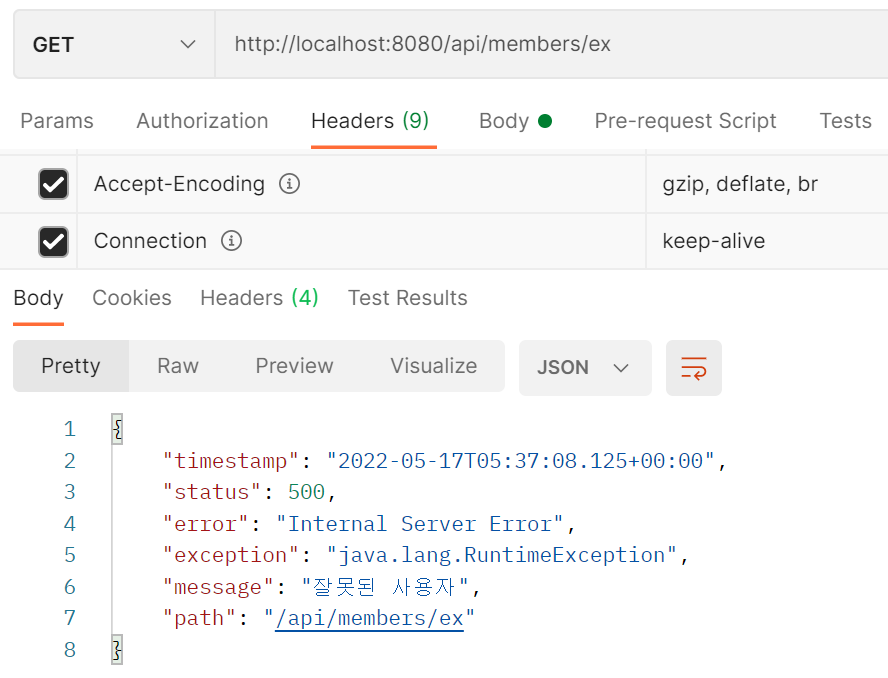 GET http://localhost:8080/api/members/ex
Params Authorization Headers (9) Body Pre-request Script Tests
Accept-Encoding gzip, deflate, br
Connection keep-alive
Body Cookies Headers (4) Test Results
Pretty Raw Preview Visualize JSON
1 {
2 "timestamp": "2022-05-17T05:37:08.125+00:00",
3 "status": 500,
4 "error": "Internal Server Error",
5 "exception": "java.lang.RuntimeException",
6 "message": "잘못된 사용자",
7 "path": "/api/members/ex"
8 }